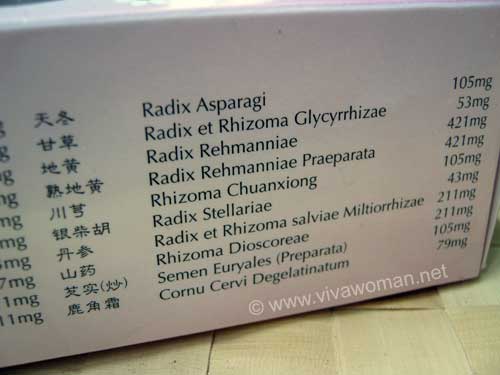 天冬 Radix Asparagi 105mg
甘草 Radix et Rhizoma Glycyrrhizae 53mg
地黄 Radix Rehmanniae 421mg
熟地黄 Radix Rehmanniae Praeparata 421mg
川芎 Rhizoma Chuanxiong 105mg
银柴胡 Radix Stellariae 43mg
丹参 Radix et Rhizoma salviae Miltiorrhizae 211mg
山药 Rhizoma Dioscoreae 211mg
芡实(炒) Semen Euryales (Preparata) 105mg
鹿角霜 Cornu Cervi Degelatinatum 79mg
© www.vivawoman.net